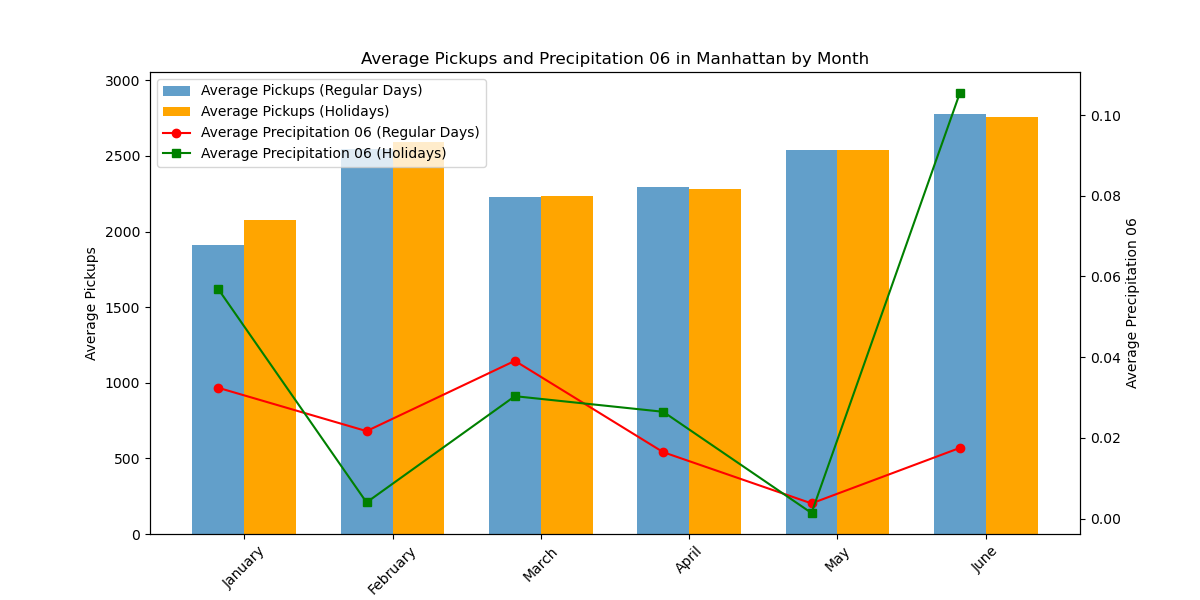 Average Pickups and Precipitation 06 in Manhattan by Month
Average Pickups (Regular Days)
Average Pickups (Holidays)
Average Precipitation 06 (Regular Days)
Average Precipitation 06 (Holidays)
Average Pickups
3000
2500
2000
1500
1000
500
0
January
February
March
April
May
June
0.10
0.08
0.06
0.04
0.02
0.00
Average Precipitation 06